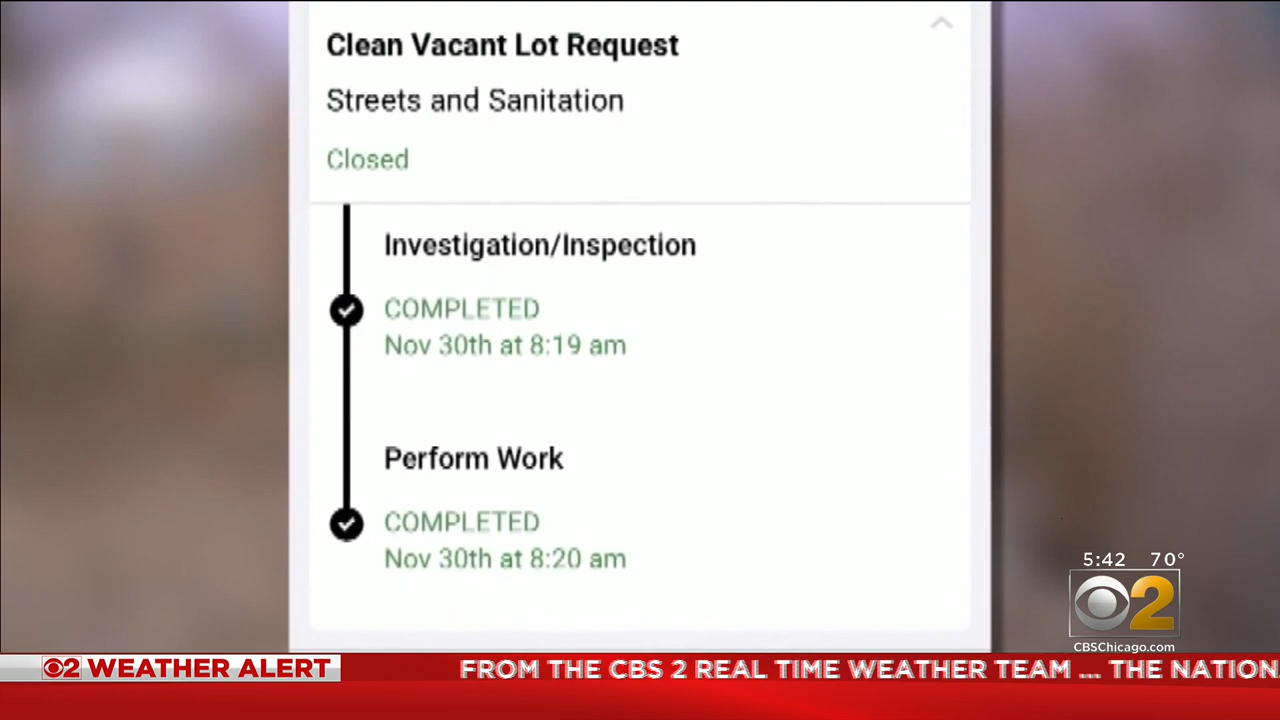 Clean Vacant Lot Request
Streets and Sanitation
Closed
Investigation/Inspection
COMPLETED
Nov 30th at 8:19 am
Perform Work
COMPLETED
Nov 30th at 8:20 am
5:42 70°
2
CBSChicago.com
2 WEATHER ALERT
FROM THE CBS 2 REAL TIME WEATHER TEAM ... THE NATION